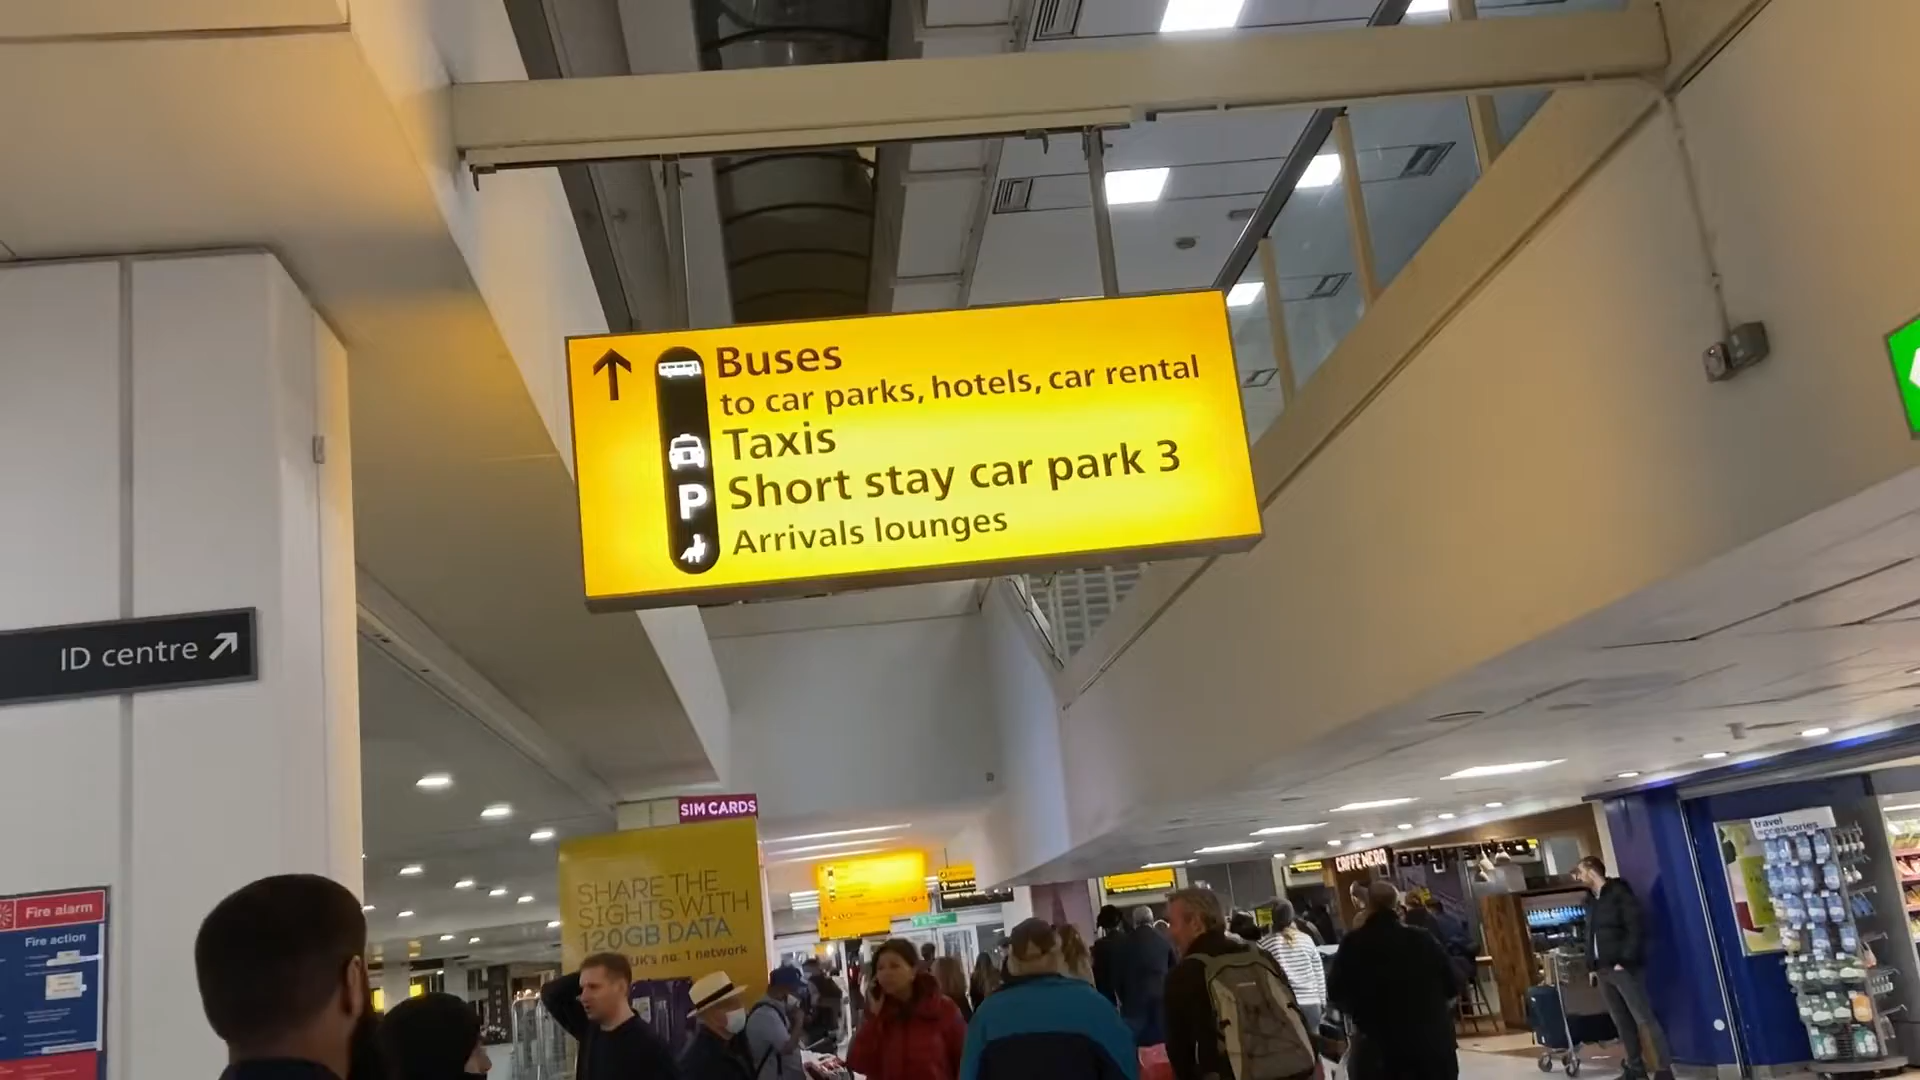 Buses
to car parks, hotels, car rental
Taxis
P Short stay car park 3
Arrivals lounges
ID centre
SIM CARDS
SHARE THE
SIGHTS WITH
120GB DATA
UK's no. 1 network
Fire alarm
Fire action
CAFFE NERO
travel
accessories